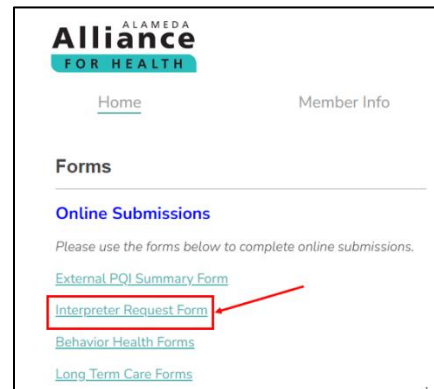 ALAMEDA
Alliance
FOR HEALTH
Home Member Info
Forms
Online Submissions
Please use the forms below to complete online submissions.
External PQI Summary Form
Interpreter Request Form
Behavior Health Forms
Long Term Care Forms